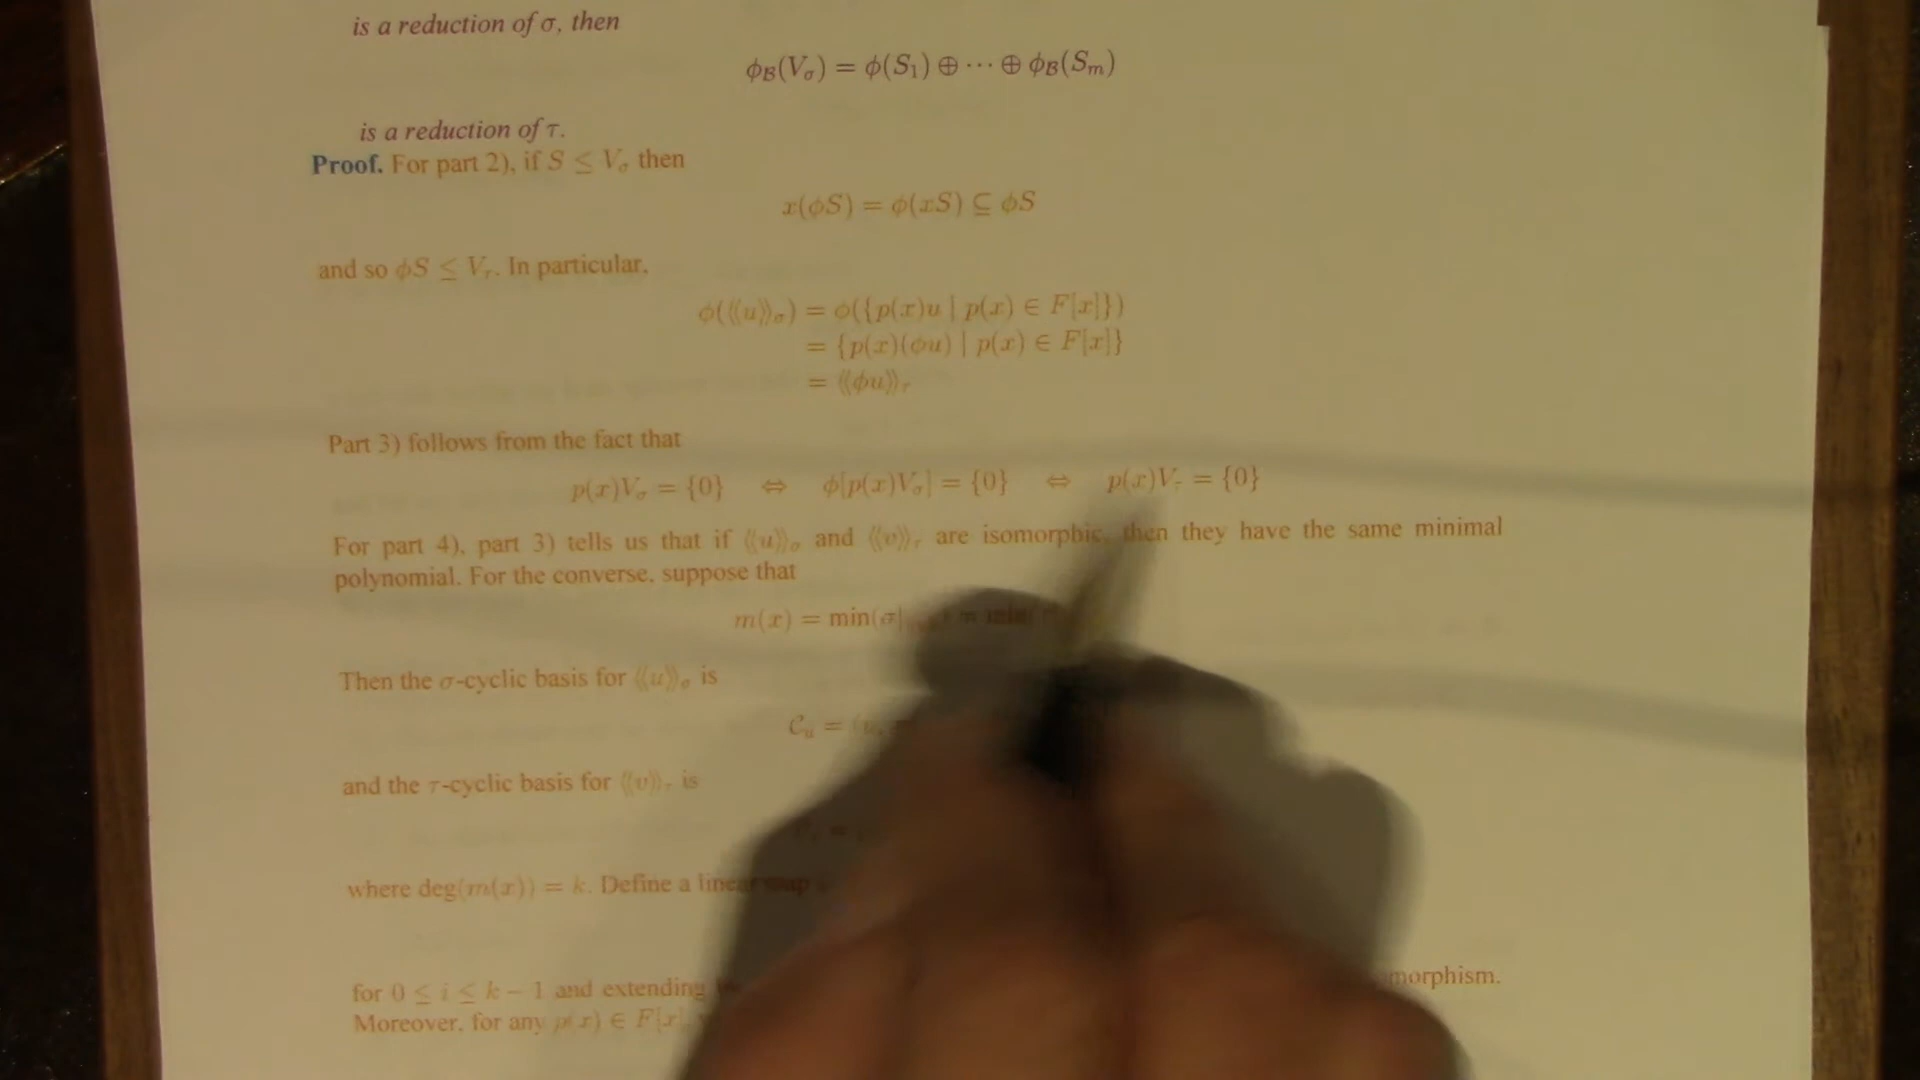 is a reduction of σ, then
ϕ_ℬ(V_σ) = ϕ(S₁) ⊕ ⋯ ⊕ ϕ_ℬ(S_m)
is a reduction of τ.
Proof. For part 2), if S ≤ V_σ then
x(ϕS) = ϕ(xS) ⊆ ϕS
and so ϕS ≤ V_τ. In particular,
ϕ(⟪u⟫_σ) = ϕ({p(x)u | p(x) ∈ F[x]})
= {p(x)(ϕu) | p(x) ∈ F[x]}
= ⟪ϕu⟫_τ
Part 3) follows from the fact that
p(x)V_σ = {0} ⇔ ϕ[p(x)V_σ] = {0} ⇔ p(x)V_τ = {0}
For part 4), part 3) tells us that if ⟪u⟫_σ and ⟪v⟫_τ are isomorphic, then they have the same minimal
polynomial. For the converse, suppose that
m(x) = min(σ| = min(
Then the σ-cyclic basis for ⟪u⟫_σ is
𝒞_u =
and the τ-cyclic basis for ⟪v⟫_τ is
where deg(m(x)) = k. Define a linear map
for 0 ≤ i ≤ k − 1 and extending morphism.
Moreover, for any p(x) ∈ F[x]